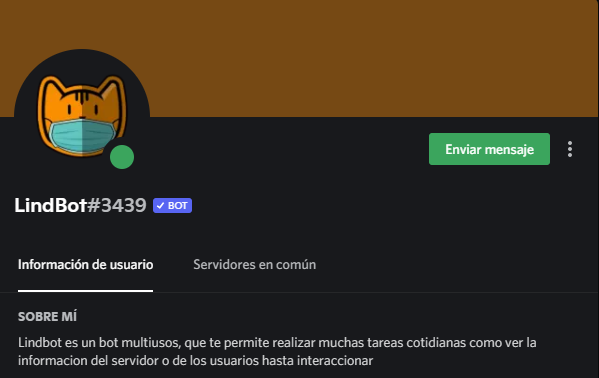 Enviar mensaje
LindBot#3439 BOT
Información de usuario Servidores en común
SOBRE MÍ
Lindbot es un bot multiusos, que te permite realizar muchas tareas cotidianas como ver la
informacion del servidor o de los usuarios hasta interaccionar